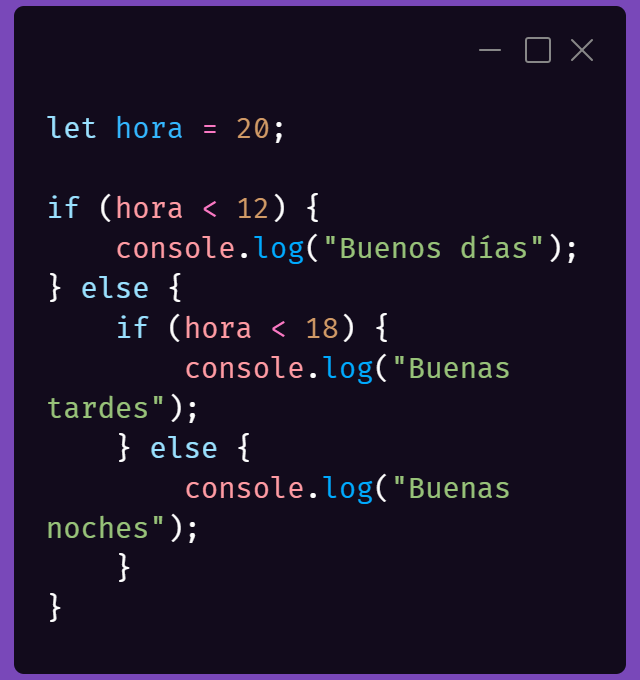 let hora = 20;

if (hora < 12) {
    console.log("Buenos días");
} else {
    if (hora < 18) {
        console.log("Buenas
tardes");
    } else {
        console.log("Buenas
noches");
    }
}